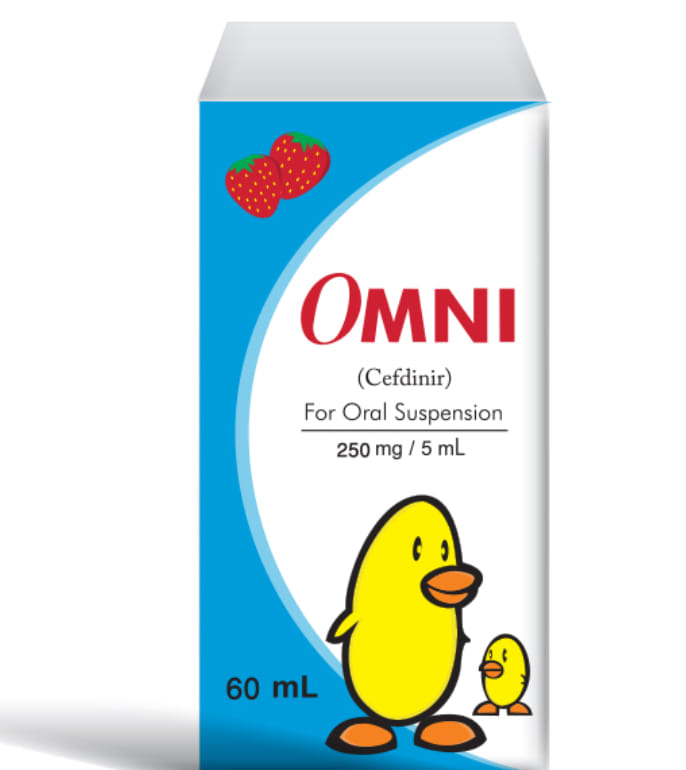 OMNI
(Cefdinir)
For Oral Suspension
250 mg / 5 mL
60 mL